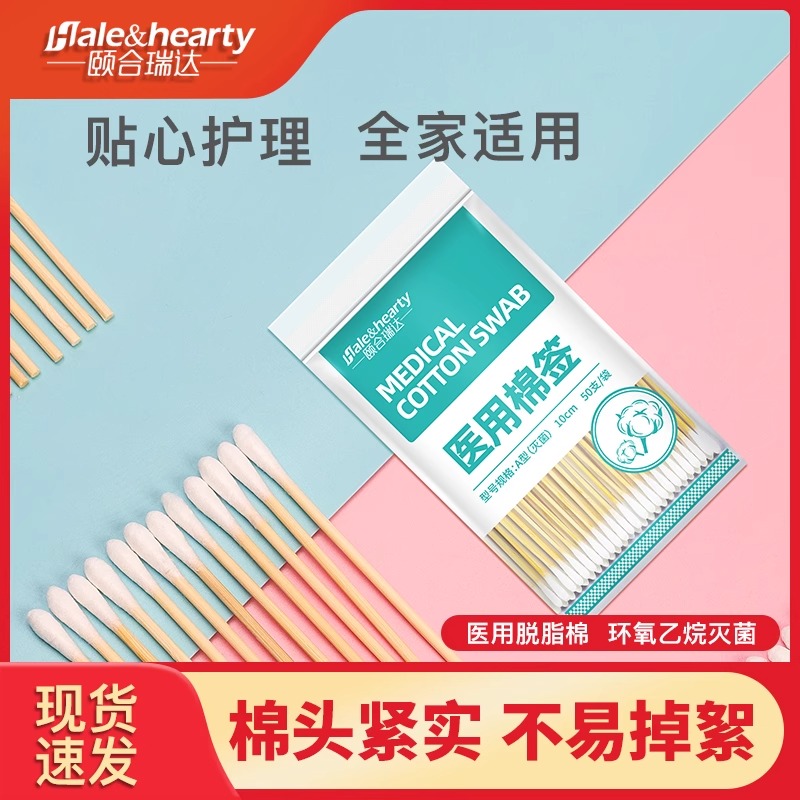 Hale&hearty
颐合瑞达
贴心护理 全家适用
Hale&hearty
颐合瑞达
MEDICAL
COTTON SWAB
医用棉签
型号规格:A型(灭菌) 10cm 50支/袋
医用脱脂棉 环氧乙烷灭菌
现货
速发
棉头紧实 不易掉絮